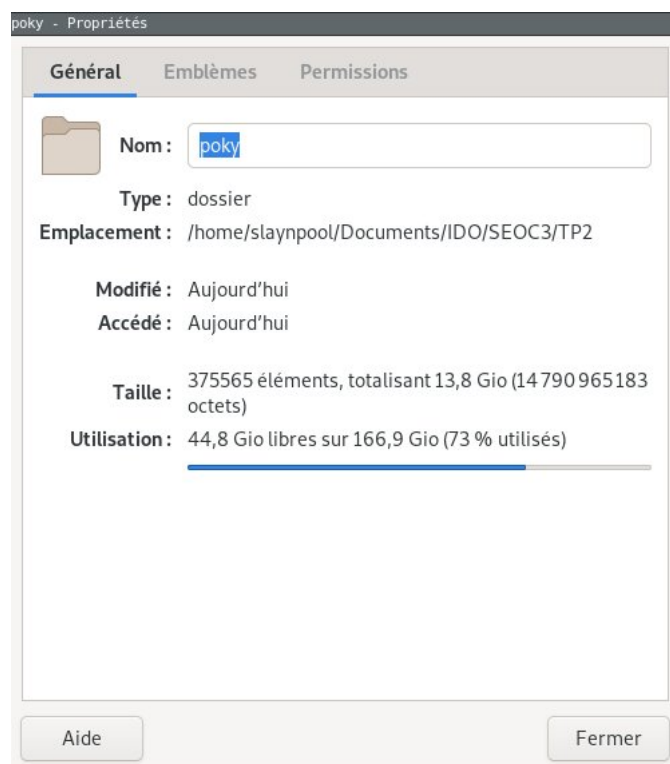 poky - Propriétés
Général Emblèmes Permissions
Nom : poky
Type : dossier
Emplacement : /home/slaynpool/Documents/IDO/SEOC3/TP2
Modifié : Aujourd’hui
Accédé : Aujourd’hui
Taille : 375565 éléments, totalisant 13,8 Gio (14 790 965 183
octets)
Utilisation : 44,8 Gio libres sur 166,9 Gio (73 % utilisés)
Aide Fermer